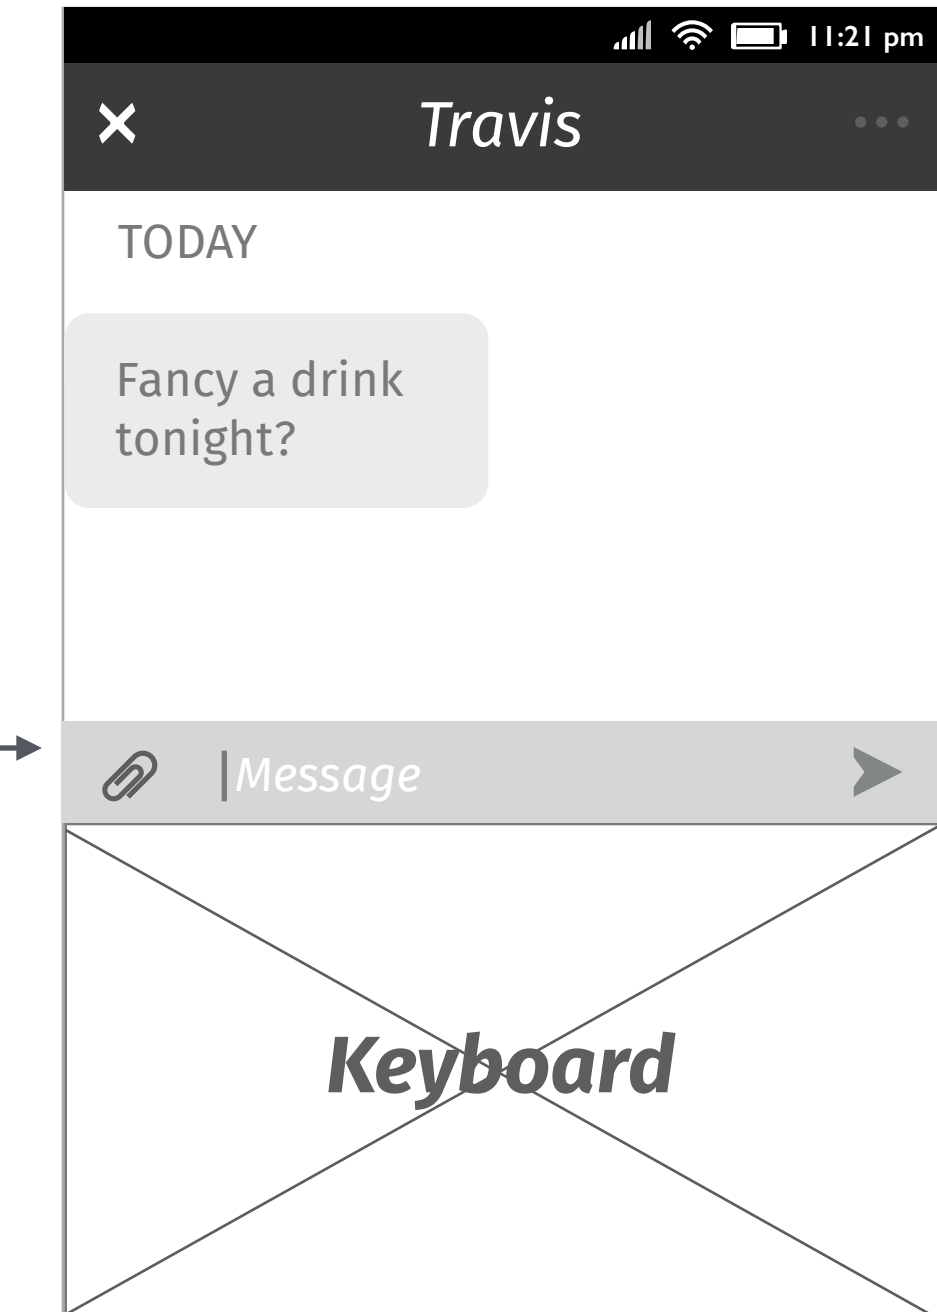 11:21 pm
Travis
TODAY
Fancy a drink
tonight?
Message
Keyboard